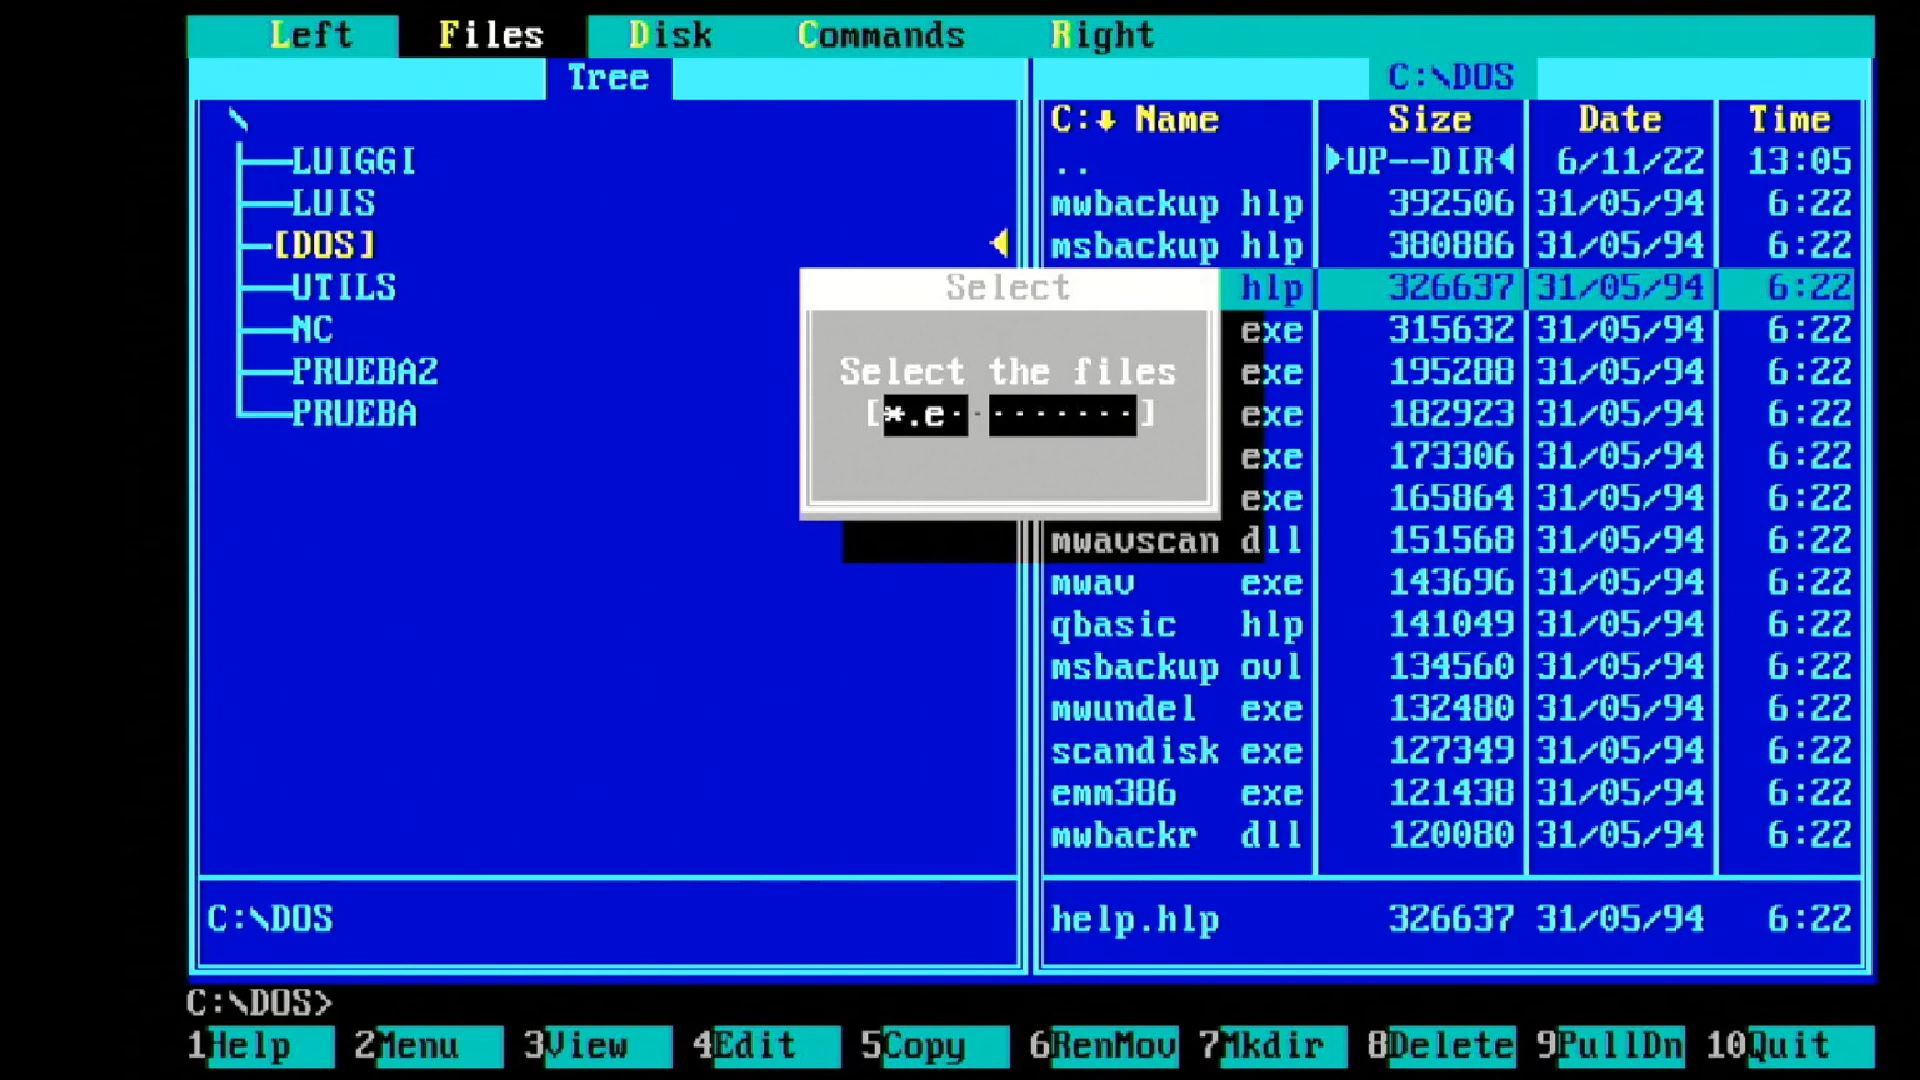 Left Files Disk Commands Right
Tree
\
LUIGGI
LUIS
[DOS]
UTILS
NC
PRUEBA2
PRUEBA
C:\DOS
C:\DOS
C:↓ Name Size Date Time
.. ►UP--DIR◄ 6/11/22 13:05
mwbackup hlp 392506 31/05/94 6:22
msbackup hlp 380886 31/05/94 6:22
hlp 326637 31/05/94 6:22
exe 315632 31/05/94 6:22
exe 195288 31/05/94 6:22
exe 182923 31/05/94 6:22
exe 173306 31/05/94 6:22
exe 165864 31/05/94 6:22
mwavscan dll 151568 31/05/94 6:22
mwav exe 143696 31/05/94 6:22
qbasic hlp 141049 31/05/94 6:22
msbackup ovl 134560 31/05/94 6:22
mwundel exe 132480 31/05/94 6:22
scandisk exe 127349 31/05/94 6:22
emm386 exe 121438 31/05/94 6:22
mwbackr dll 120080 31/05/94 6:22
help.hlp 326637 31/05/94 6:22
Select
Select the files
[*.e·········]
C:\DOS>
1Help 2Menu 3View 4Edit 5Copy 6RenMov 7Mkdir 8Delete 9PullDn 10Quit